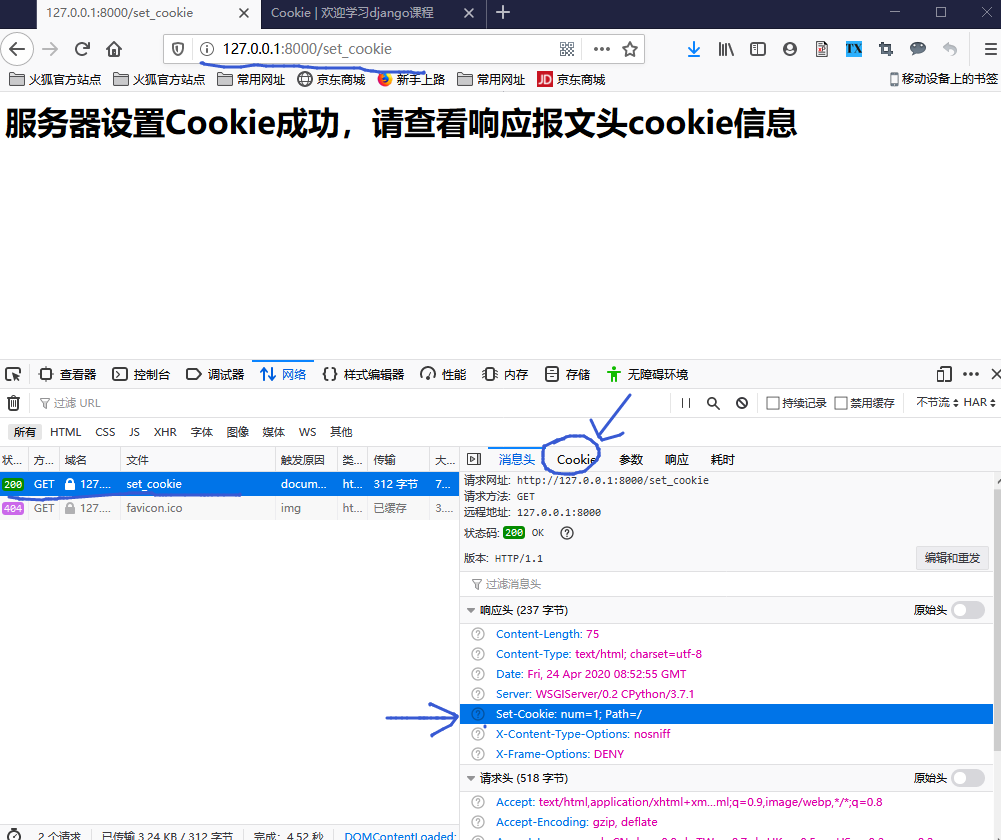 127.0.0.1:8000/set_cookie
Cookie | 欢迎学习django课程
127.0.0.1:8000/set_cookie
火狐官方站点 火狐官方站点 常用网址 京东商城 新手上路 常用网址 JD 京东商城 移动设备上的书签
服务器设置Cookie成功，请查看响应报文头cookie信息
查看器 控制台 调试器 网络 样式编辑器 性能 内存 存储 无障碍环境
过滤 URL 持续记录 禁用缓存 不节流 HAR
所有 HTML CSS JS XHR 字体 图像 媒体 WS 其他
状... 方... 域名 文件 触发原因 类... 传输 大...
200 GET 127.... set_cookie docum... ht... 312 字节 7...
404 GET 127.... favicon.ico img ht... 已缓存 3....
消息头 Cookie 参数 响应 耗时
请求网址: http://127.0.0.1:8000/set_cookie
请求方法: GET
远程地址: 127.0.0.1:8000
状态码: 200 OK
版本: HTTP/1.1 编辑和重发
过滤消息头
响应头 (237 字节) 原始头
Content-Length: 75
Content-Type: text/html; charset=utf-8
Date: Fri, 24 Apr 2020 08:52:55 GMT
Server: WSGIServer/0.2 CPython/3.7.1
Set-Cookie: num=1; Path=/
X-Content-Type-Options: nosniff
X-Frame-Options: DENY
请求头 (518 字节) 原始头
Accept: text/html,application/xhtml+xm...ml;q=0.9,image/webp,*/*;q=0.8
Accept-Encoding: gzip, deflate
2 个请求 已传输 3.24 KB / 312 字节 完成: 4.52 秒 DOMContentLoaded: